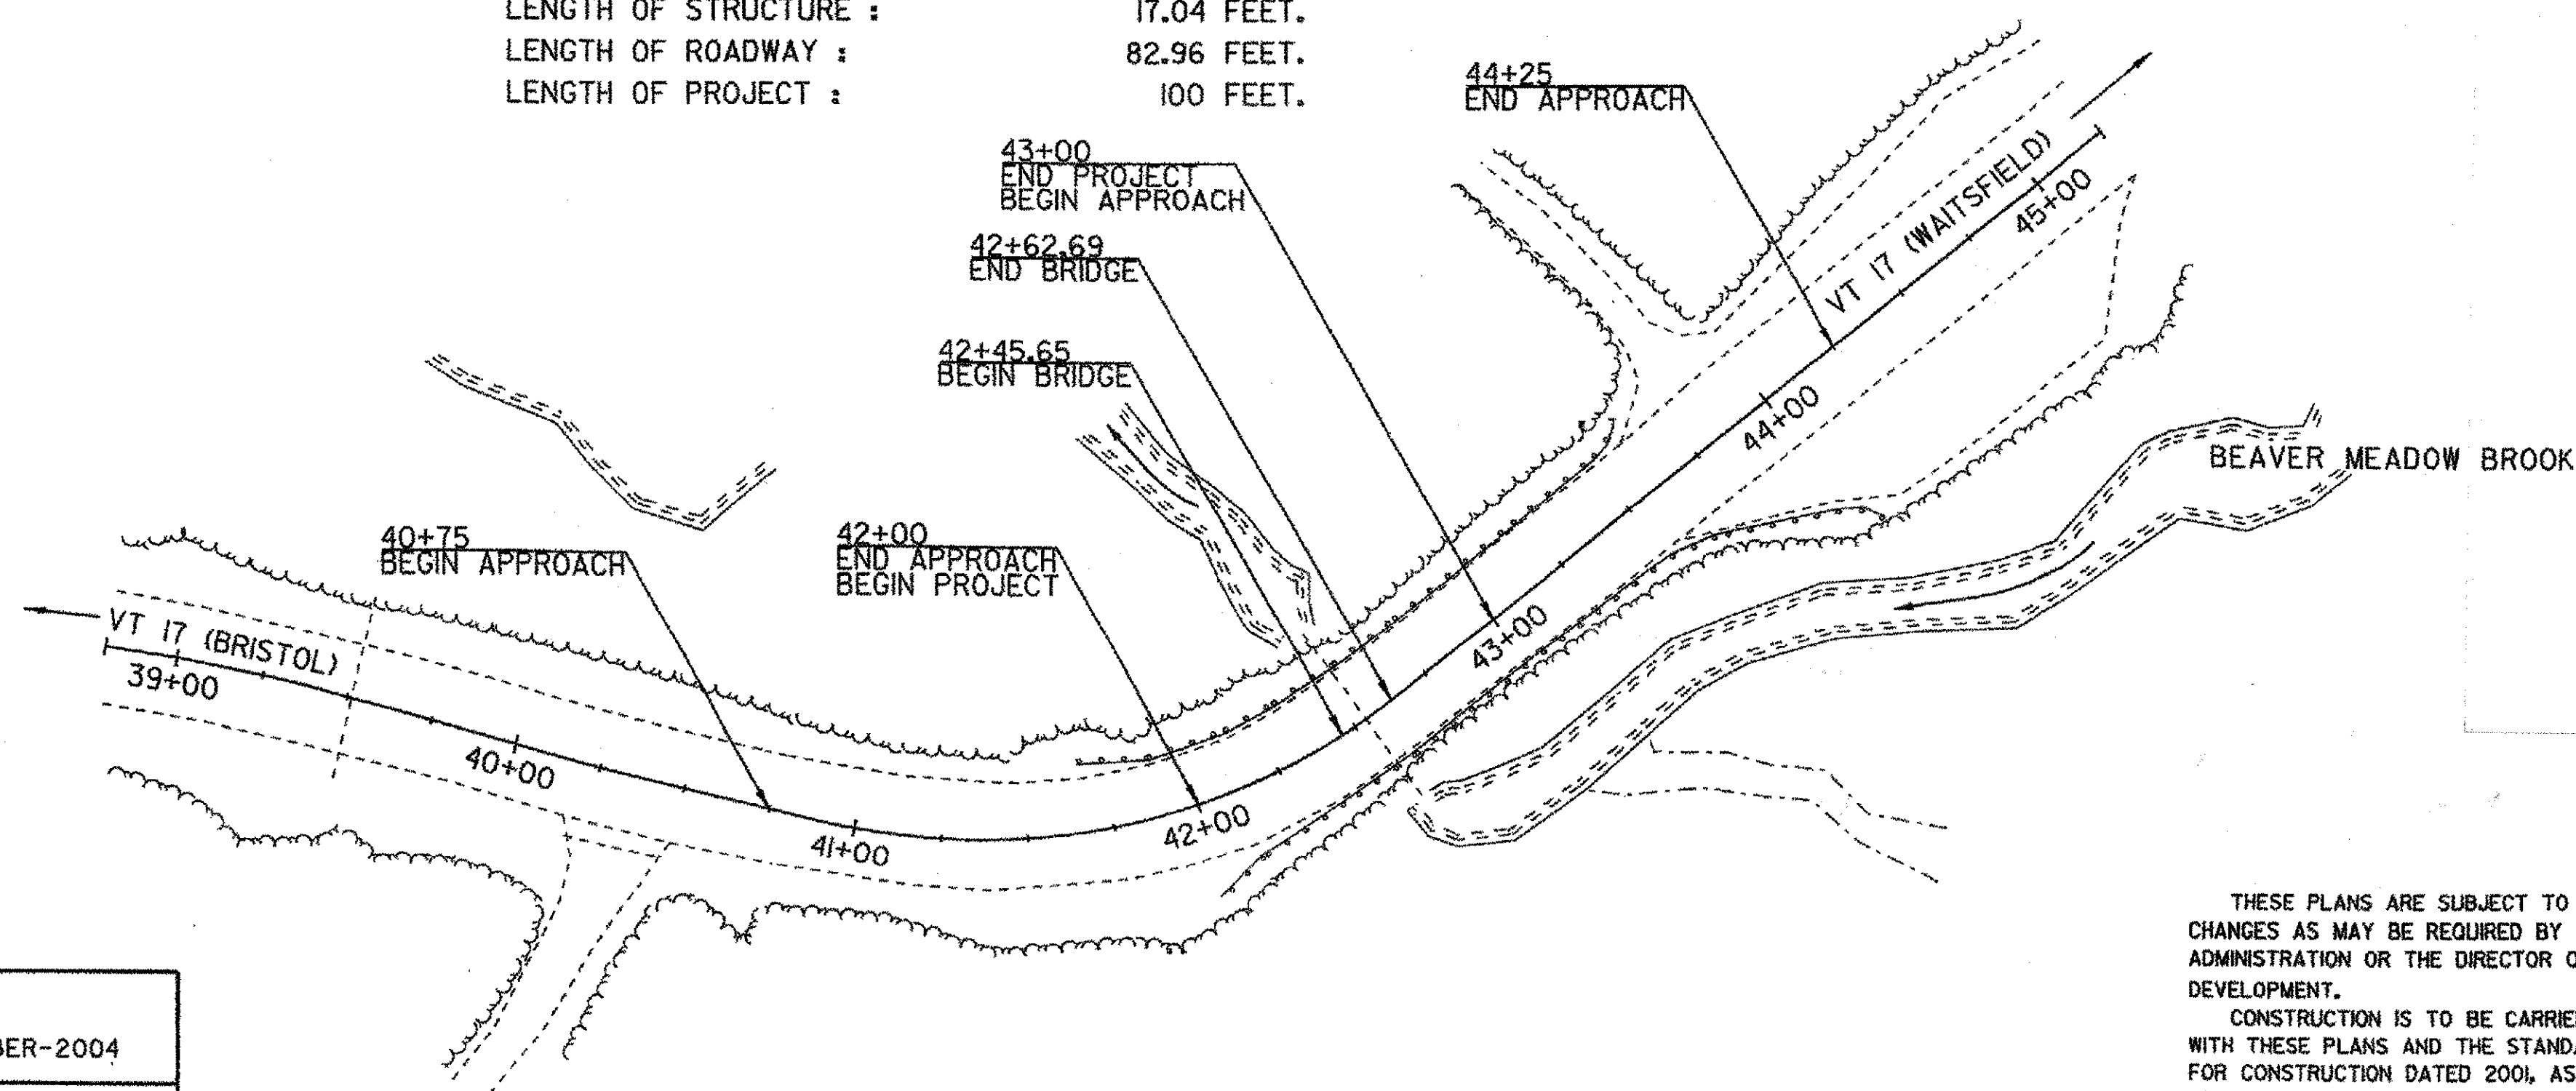 LENGTH OF STRUCTURE : 17.04 FEET.
LENGTH OF ROADWAY : 82.96 FEET.
LENGTH OF PROJECT : 100 FEET.
44+25
END APPROACH
43+00
END PROJECT
BEGIN APPROACH
42+62.69
END BRIDGE
42+45.65
BEGIN BRIDGE
40+75
BEGIN APPROACH
42+00
END APPROACH
BEGIN PROJECT
VT 17 (WAITSFIELD)
45+00
44+00
43+00
42+00
41+00
40+00
39+00
VT 17 (BRISTOL)
BEAVER MEADOW BROOK
THESE PLANS ARE SUBJECT TO
CHANGES AS MAY BE REQUIRED BY
ADMINISTRATION OR THE DIRECTOR
DEVELOPMENT.
CONSTRUCTION IS TO BE
WITH THESE PLANS AND THE
FOR CONSTRUCTION DATED 2001, AS
BER-2004